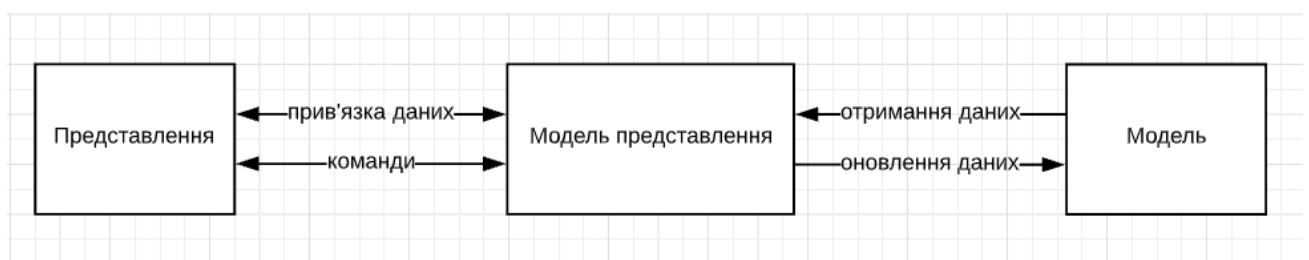 Представлення
прив'язка даних
команди
Модель представлення
отримання даних
оновлення даних
Модель